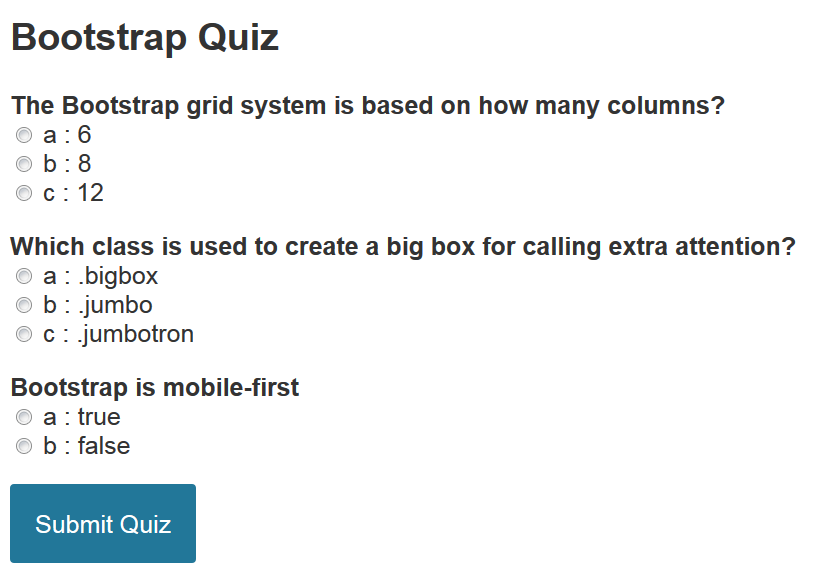 Bootstrap Quiz
The Bootstrap grid system is based on how many columns?
a : 6
b : 8
c : 12
Which class is used to create a big box for calling extra attention?
a : .bigbox
b : .jumbo
c : .jumbotron
Bootstrap is mobile-first
a : true
b : false
Submit Quiz